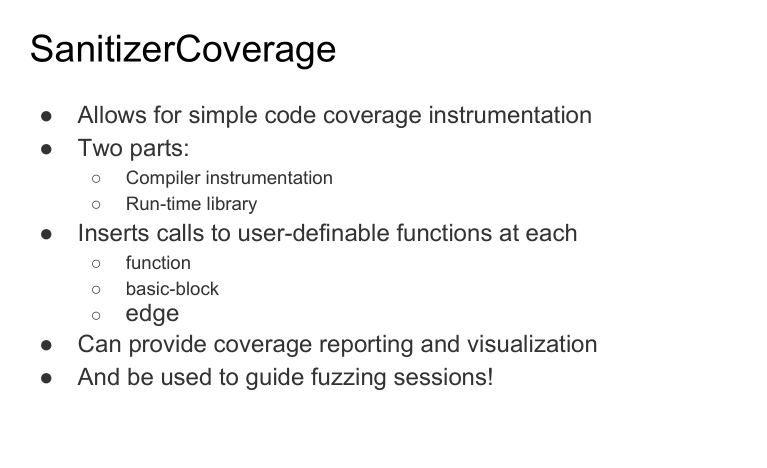 SanitizerCoverage
● Allows for simple code coverage instrumentation
● Two parts:
○ Compiler instrumentation
○ Run-time library
● Inserts calls to user-definable functions at each
○ function
○ basic-block
○ edge
● Can provide coverage reporting and visualization
● And be used to guide fuzzing sessions!